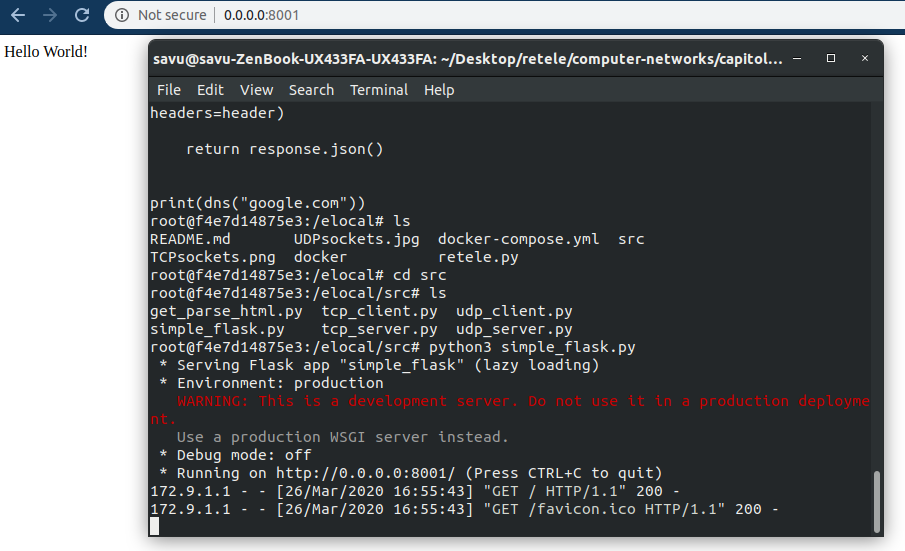 Not secure | 0.0.0.0:8001
Hello World!
savu@savu-ZenBook-UX433FA-UX433FA: ~/Desktop/retele/computer-networks/capitol...
File Edit View Search Terminal Help
headers=header)
    return response.json()
print(dns("google.com"))
root@f4e7d14875e3:/elocal# ls
README.md       UDPsockets.jpg  docker-compose.yml  src
TCPsockets.png  docker          retele.py
root@f4e7d14875e3:/elocal# cd src
root@f4e7d14875e3:/elocal/src# ls
get_parse_html.py  tcp_client.py  udp_client.py
simple_flask.py    tcp_server.py  udp_server.py
root@f4e7d14875e3:/elocal/src# python3 simple_flask.py
 * Serving Flask app "simple_flask" (lazy loading)
 * Environment: production
   WARNING: This is a development server. Do not use it in a production deployme
nt.
   Use a production WSGI server instead.
 * Debug mode: off
 * Running on http://0.0.0.0:8001/ (Press CTRL+C to quit)
172.9.1.1 - - [26/Mar/2020 16:55:43] "GET / HTTP/1.1" 200 -
172.9.1.1 - - [26/Mar/2020 16:55:43] "GET /favicon.ico HTTP/1.1" 200 -